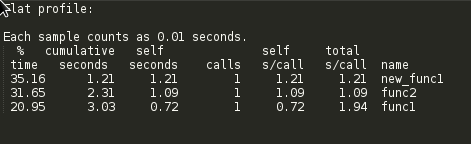 Flat profile:
Each sample counts as 0.01 seconds.
% cumulative self self total
time seconds seconds calls s/call s/call name
35.16 1.21 1.21 1 1.21 1.21 new_func1
31.65 2.31 1.09 1 1.09 1.09 func2
20.95 3.03 0.72 1 0.72 1.94 func1